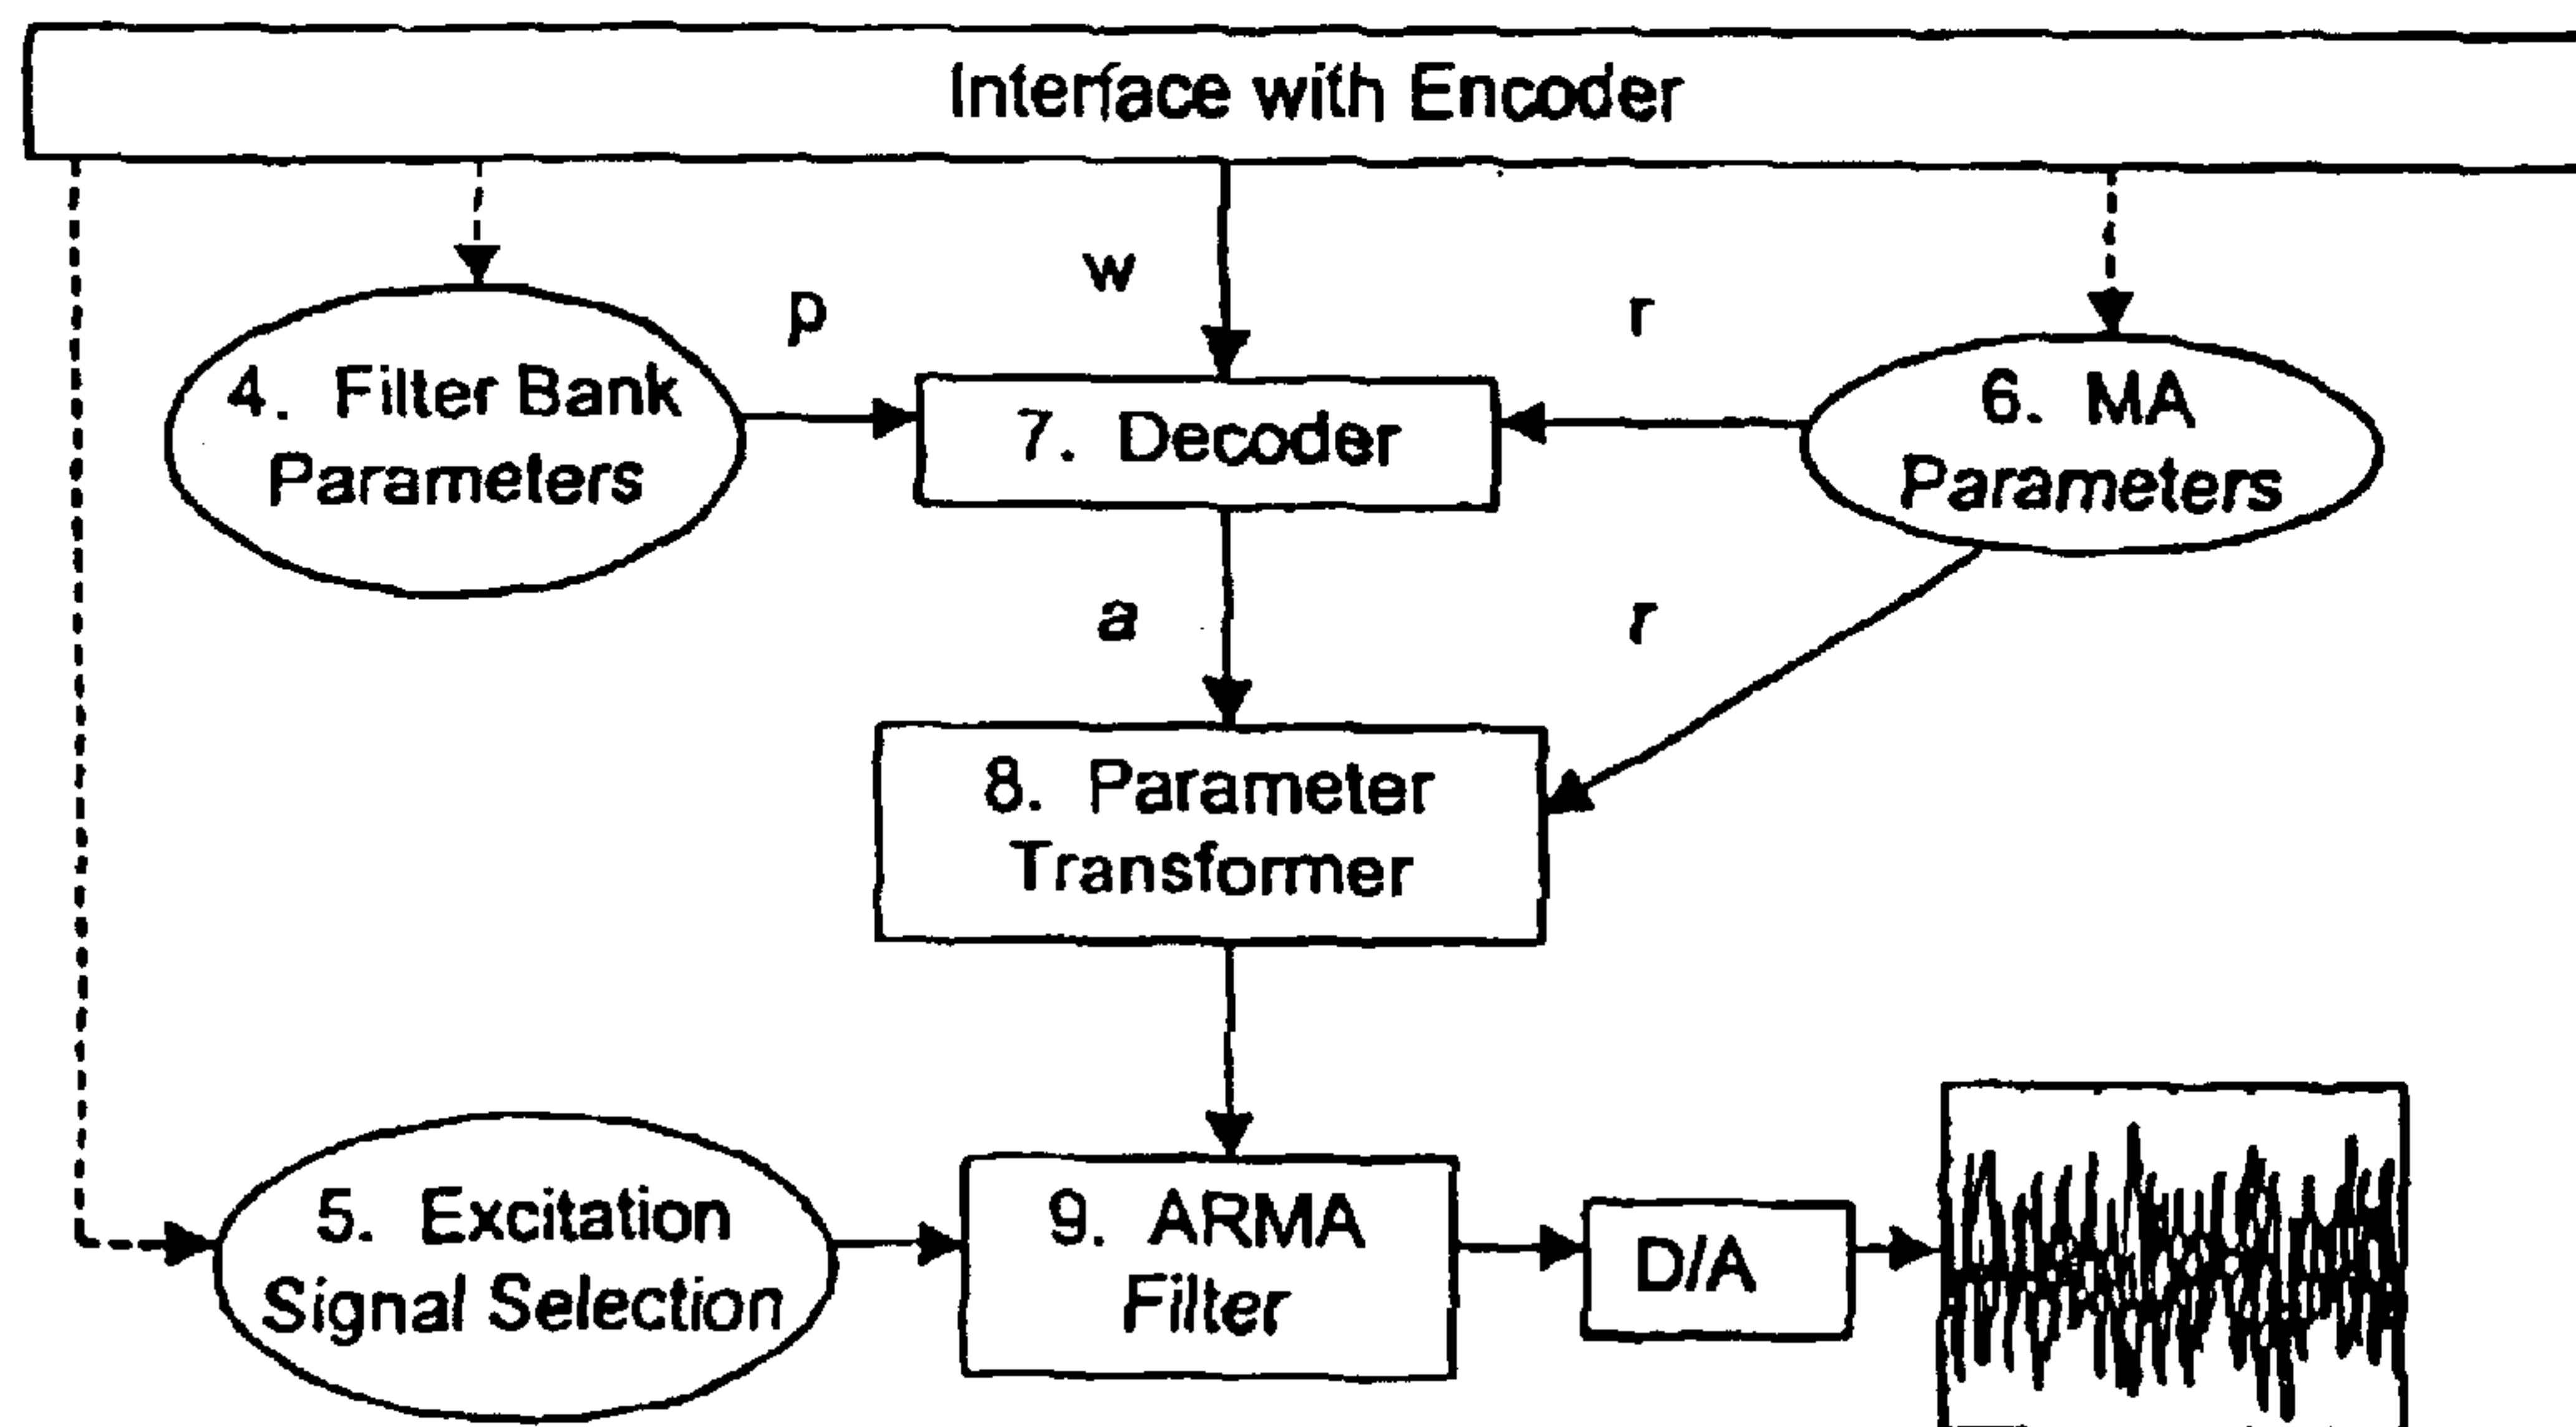 Interface with Encoder
w
p
r
4. Filter Bank
Parameters
7. Decoder
6. MA
Parameters
a
r
8. Parameter
Transformer
5. Excitation
Signal Selection
9. ARMA
Filter
D/A